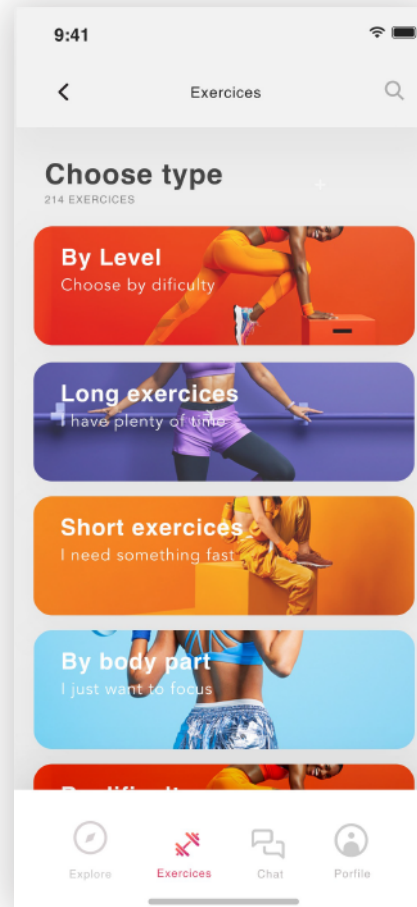 9:41
Exercices
Choose type
214 EXERCICES
By Level
Choose by dificulty
Long exercices
I have plenty of time
Short exercices
I need something fast
By body part
I just want to focus
Explore
Exercices
Chat
Porfile